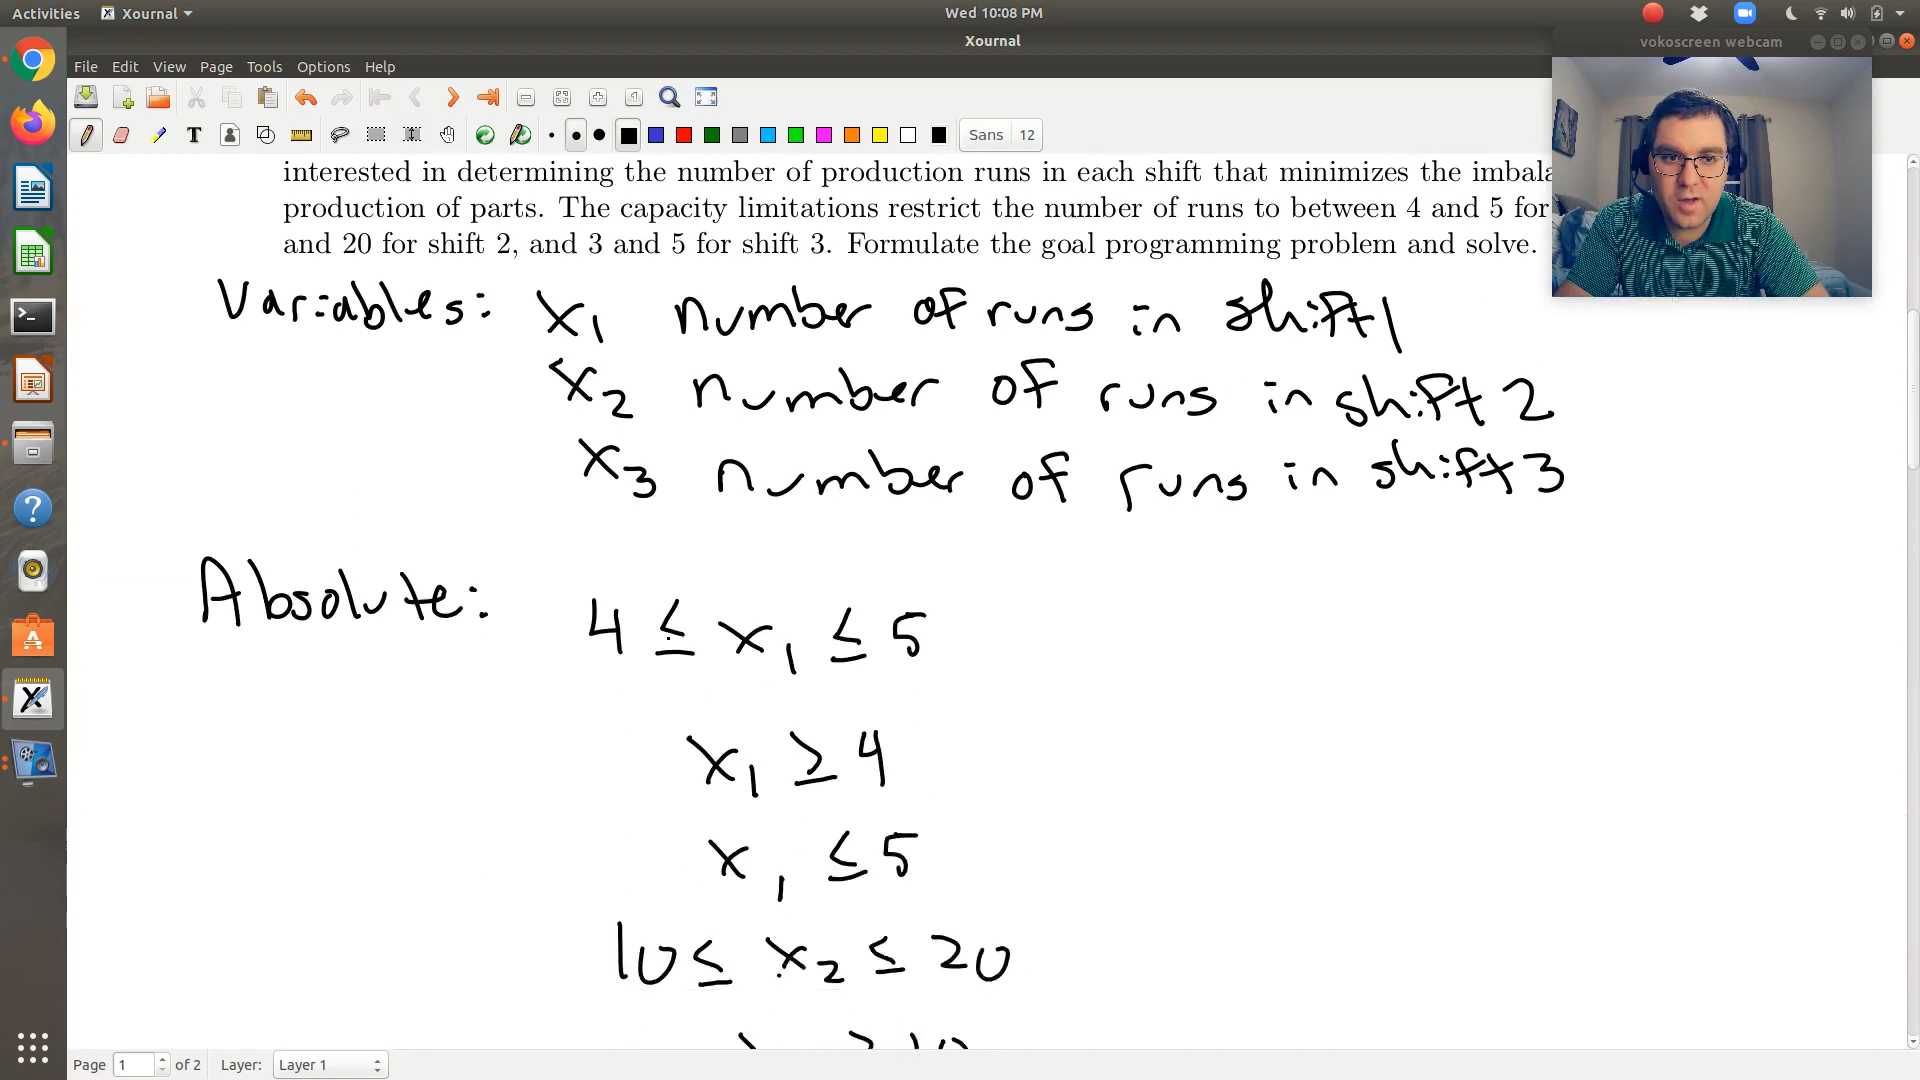 Activities Xournal Wed 10:08 PM
Xournal
vokoscreen webcam
File Edit View Page Tools Options Help
Sans 12
interested in determining the number of production runs in each shift that minimizes the
production of parts. The capacity limitations restrict the number of runs to between 4 and 5 for
and 20 for shift 2, and 3 and 5 for shift 3. Formulate the goal programming problem and solve.
Variables: x₁ number of runs in shift 1
x₂ number of runs in shift 2
x₃ number of runs in shift 3
Absolute:
4 ≤ x₁ ≤ 5
x₁ ≥ 4
x₁ ≤ 5
10 ≤ x₂ ≤ 20
Page 1 of 2 Layer: Layer 1